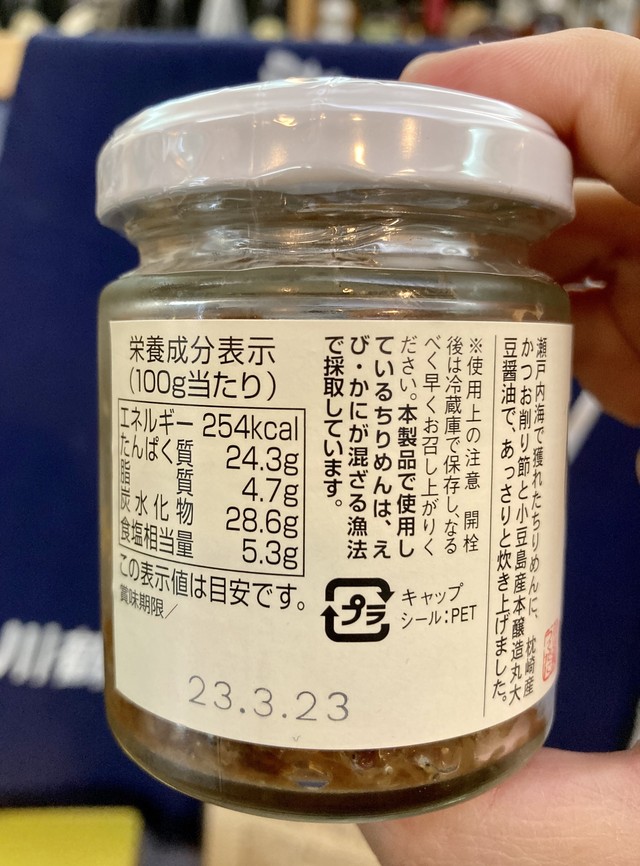 瀬戸内海で獲れたちりめんに、枕崎産
かつお削り節と小豆島産本醸造丸大
豆醤油で、あっさりと炊き上げました。
※使用上の注意 開栓
後は冷蔵庫で保存し、なる
べく早くお召し上がりく
ださい。本製品で使用し
ているちりめんは、え
び・かにが混ざる漁法
で採取しています。
栄養成分表示
(100g当たり)
エネルギー 254kcal
たんぱく質 24.3g
脂質 4.7g
炭水化物 28.6g
食塩相当量 5.3g
この表示値は目安です。
賞味期限/
プラ
キャップ
シール:PET
23.3.23